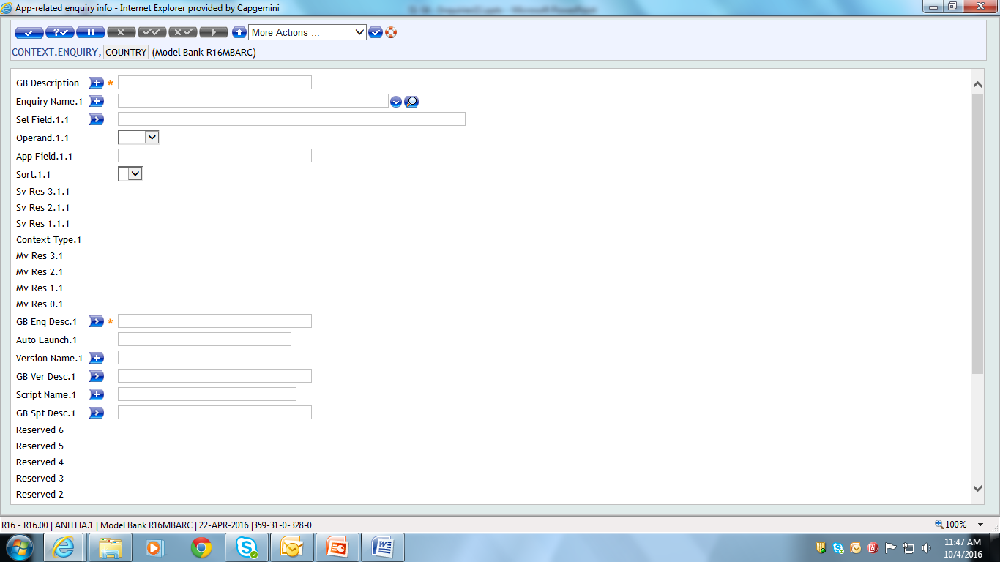 App-related enquiry info - Internet Explorer provided by Capgemini
More Actions ...
CONTEXT.ENQUIRY, COUNTRY (Model Bank R16MBARC)
GB Description *
Enquiry Name.1
Sel Field.1.1
Operand.1.1
App Field.1.1
Sort.1.1
Sv Res 3.1.1
Sv Res 2.1.1
Sv Res 1.1.1
Context Type.1
Mv Res 3.1
Mv Res 2.1
Mv Res 1.1
Mv Res 0.1
GB Enq Desc.1 *
Auto Launch.1
Version Name.1
GB Ver Desc.1
Script Name.1
GB Spt Desc.1
Reserved 6
Reserved 5
Reserved 4
Reserved 3
Reserved 2
R16 - R16.00 | ANITHA.1 | Model Bank R16MBARC | 22-APR-2016 |359-31-0-328-0
100%
11:47 AM
10/4/2016